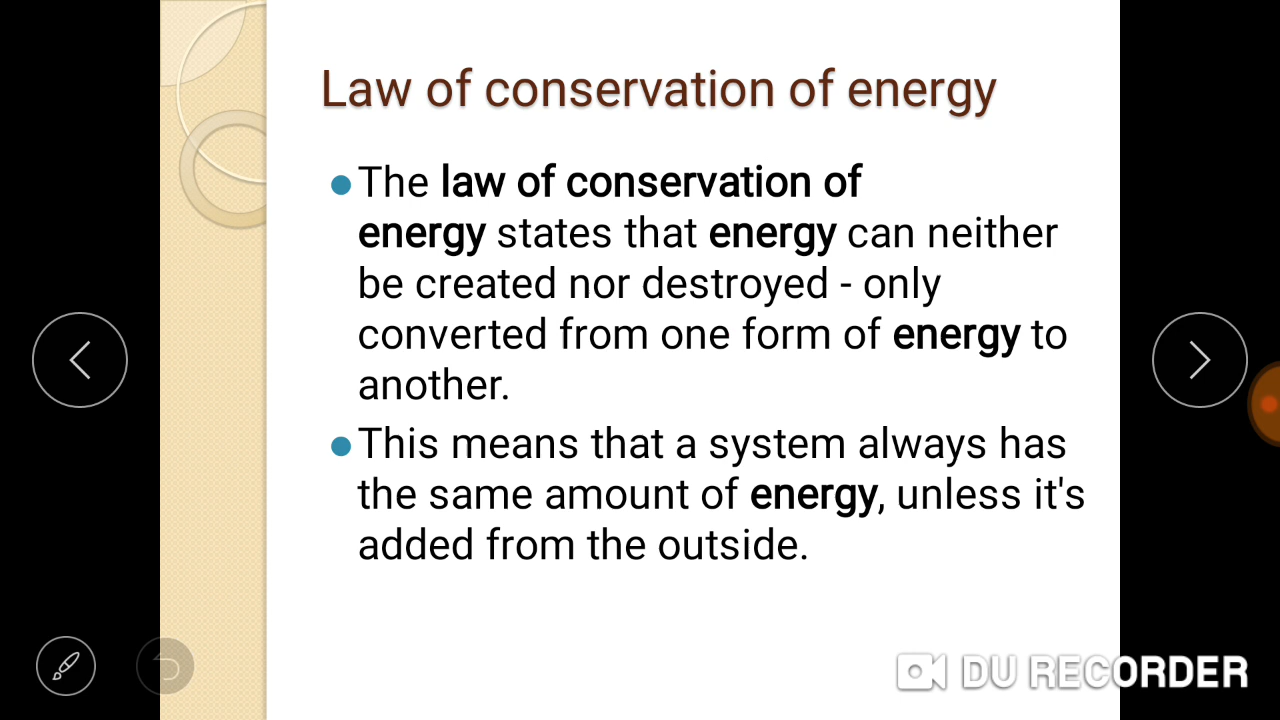 Law of conservation of energy
The law of conservation of
energy states that energy can neither
be created nor destroyed - only
converted from one form of energy to
another.
This means that a system always has
the same amount of energy, unless it's
added from the outside.
DU RECORDER